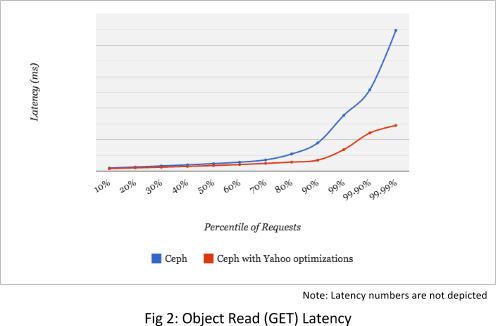 Latency (ms)
10%
20%
30%
40%
50%
60%
70%
80%
90%
99%
99.90%
99.99%
Percentile of Requests
Ceph
Ceph with Yahoo optimizations
Note: Latency numbers are not depicted
Fig 2: Object Read (GET) Latency